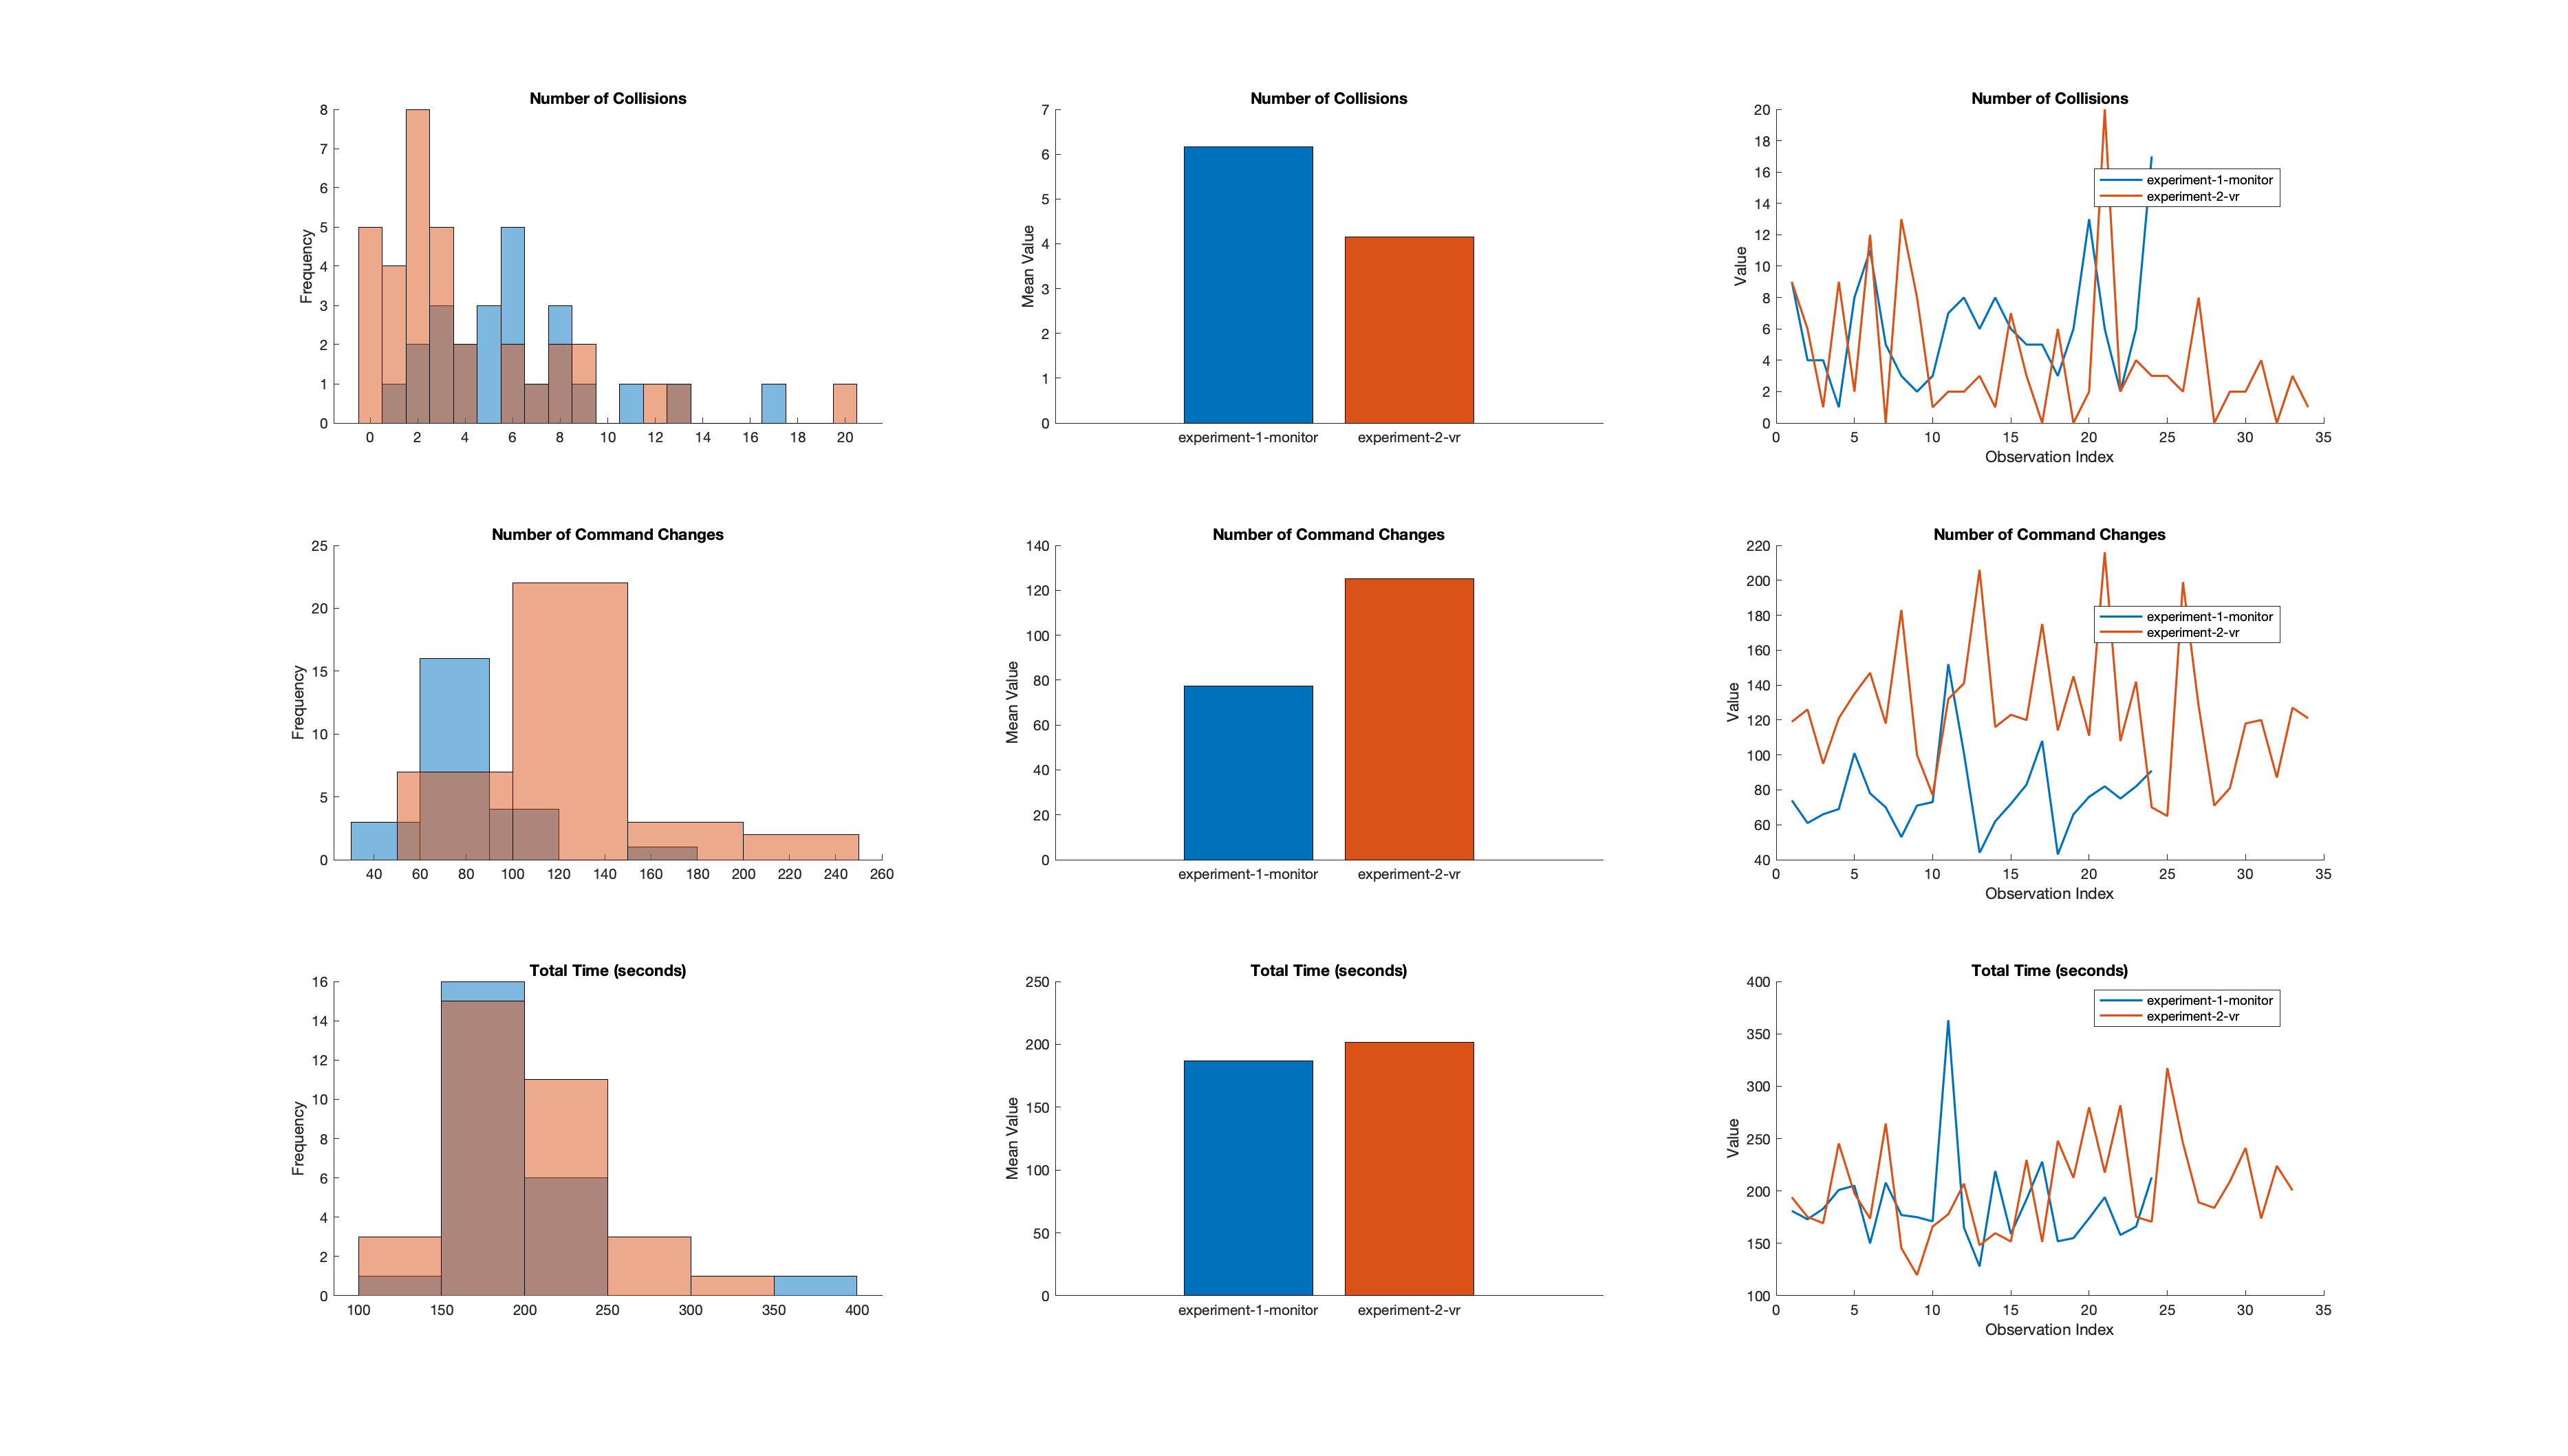 Number of Collisions
8
7
6
5
4
3
2
1
0
Frequency
0 2 4 6 8 10 12 14 16 18 20
Number of Collisions
7
6
5
4
3
2
1
0
Mean Value
experiment-1-monitor experiment-2-vr
Number of Collisions
20
18
16
14
12
10
8
6
4
2
0
Value
experiment-1-monitor
experiment-2-vr
0 5 10 15 20 25 30 35
Observation Index
Number of Command Changes
25
20
15
10
5
0
Frequency
40 60 80 100 120 140 160 180 200 220 240 260
Number of Command Changes
140
120
100
80
60
40
20
0
Mean Value
experiment-1-monitor experiment-2-vr
Number of Command Changes
220
200
180
160
140
120
100
80
60
40
Value
experiment-1-monitor
experiment-2-vr
0 5 10 15 20 25 30 35
Observation Index
Total Time (seconds)
16
14
12
10
8
6
4
2
0
Frequency
100 150 200 250 300 350 400
Total Time (seconds)
250
200
150
100
50
0
Mean Value
experiment-1-monitor experiment-2-vr
Total Time (seconds)
400
350
300
250
200
150
100
Value
experiment-1-monitor
experiment-2-vr
0 5 10 15 20 25 30 35
Observation Index